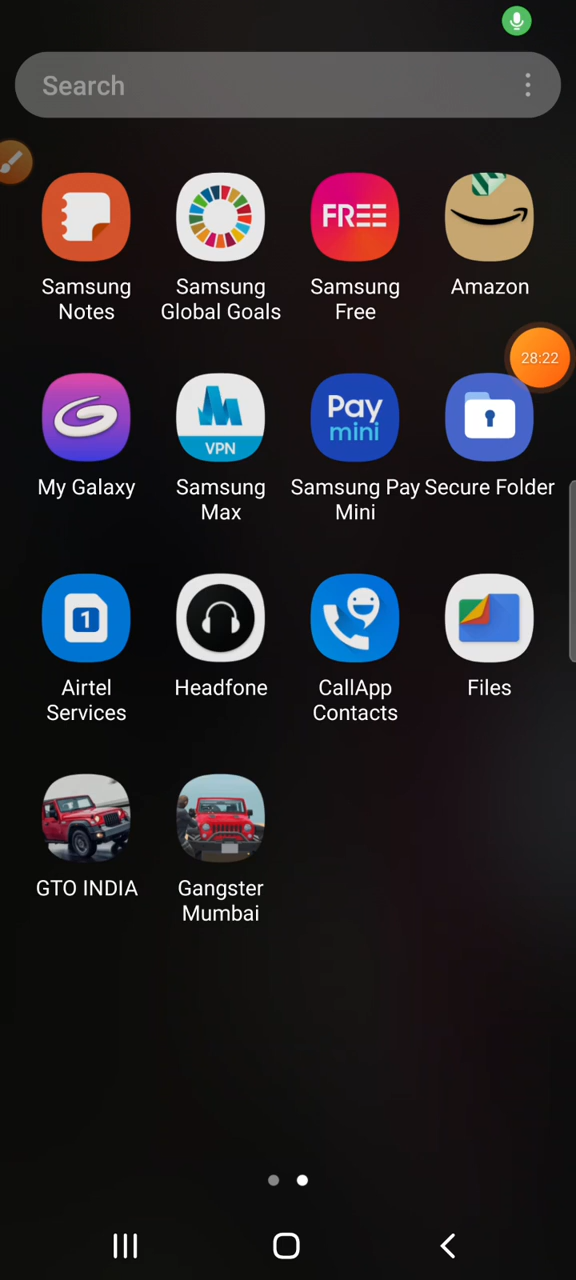 Search
FREE
Samsung
Notes
Samsung
Global Goals
Samsung
Free
Amazon
28:22
VPN
Pay
mini
My Galaxy
Samsung
Max
Samsung Pay
Mini
Secure Folder
1
Airtel
Services
Headfone
CallApp
Contacts
Files
GTO INDIA
Gangster
Mumbai